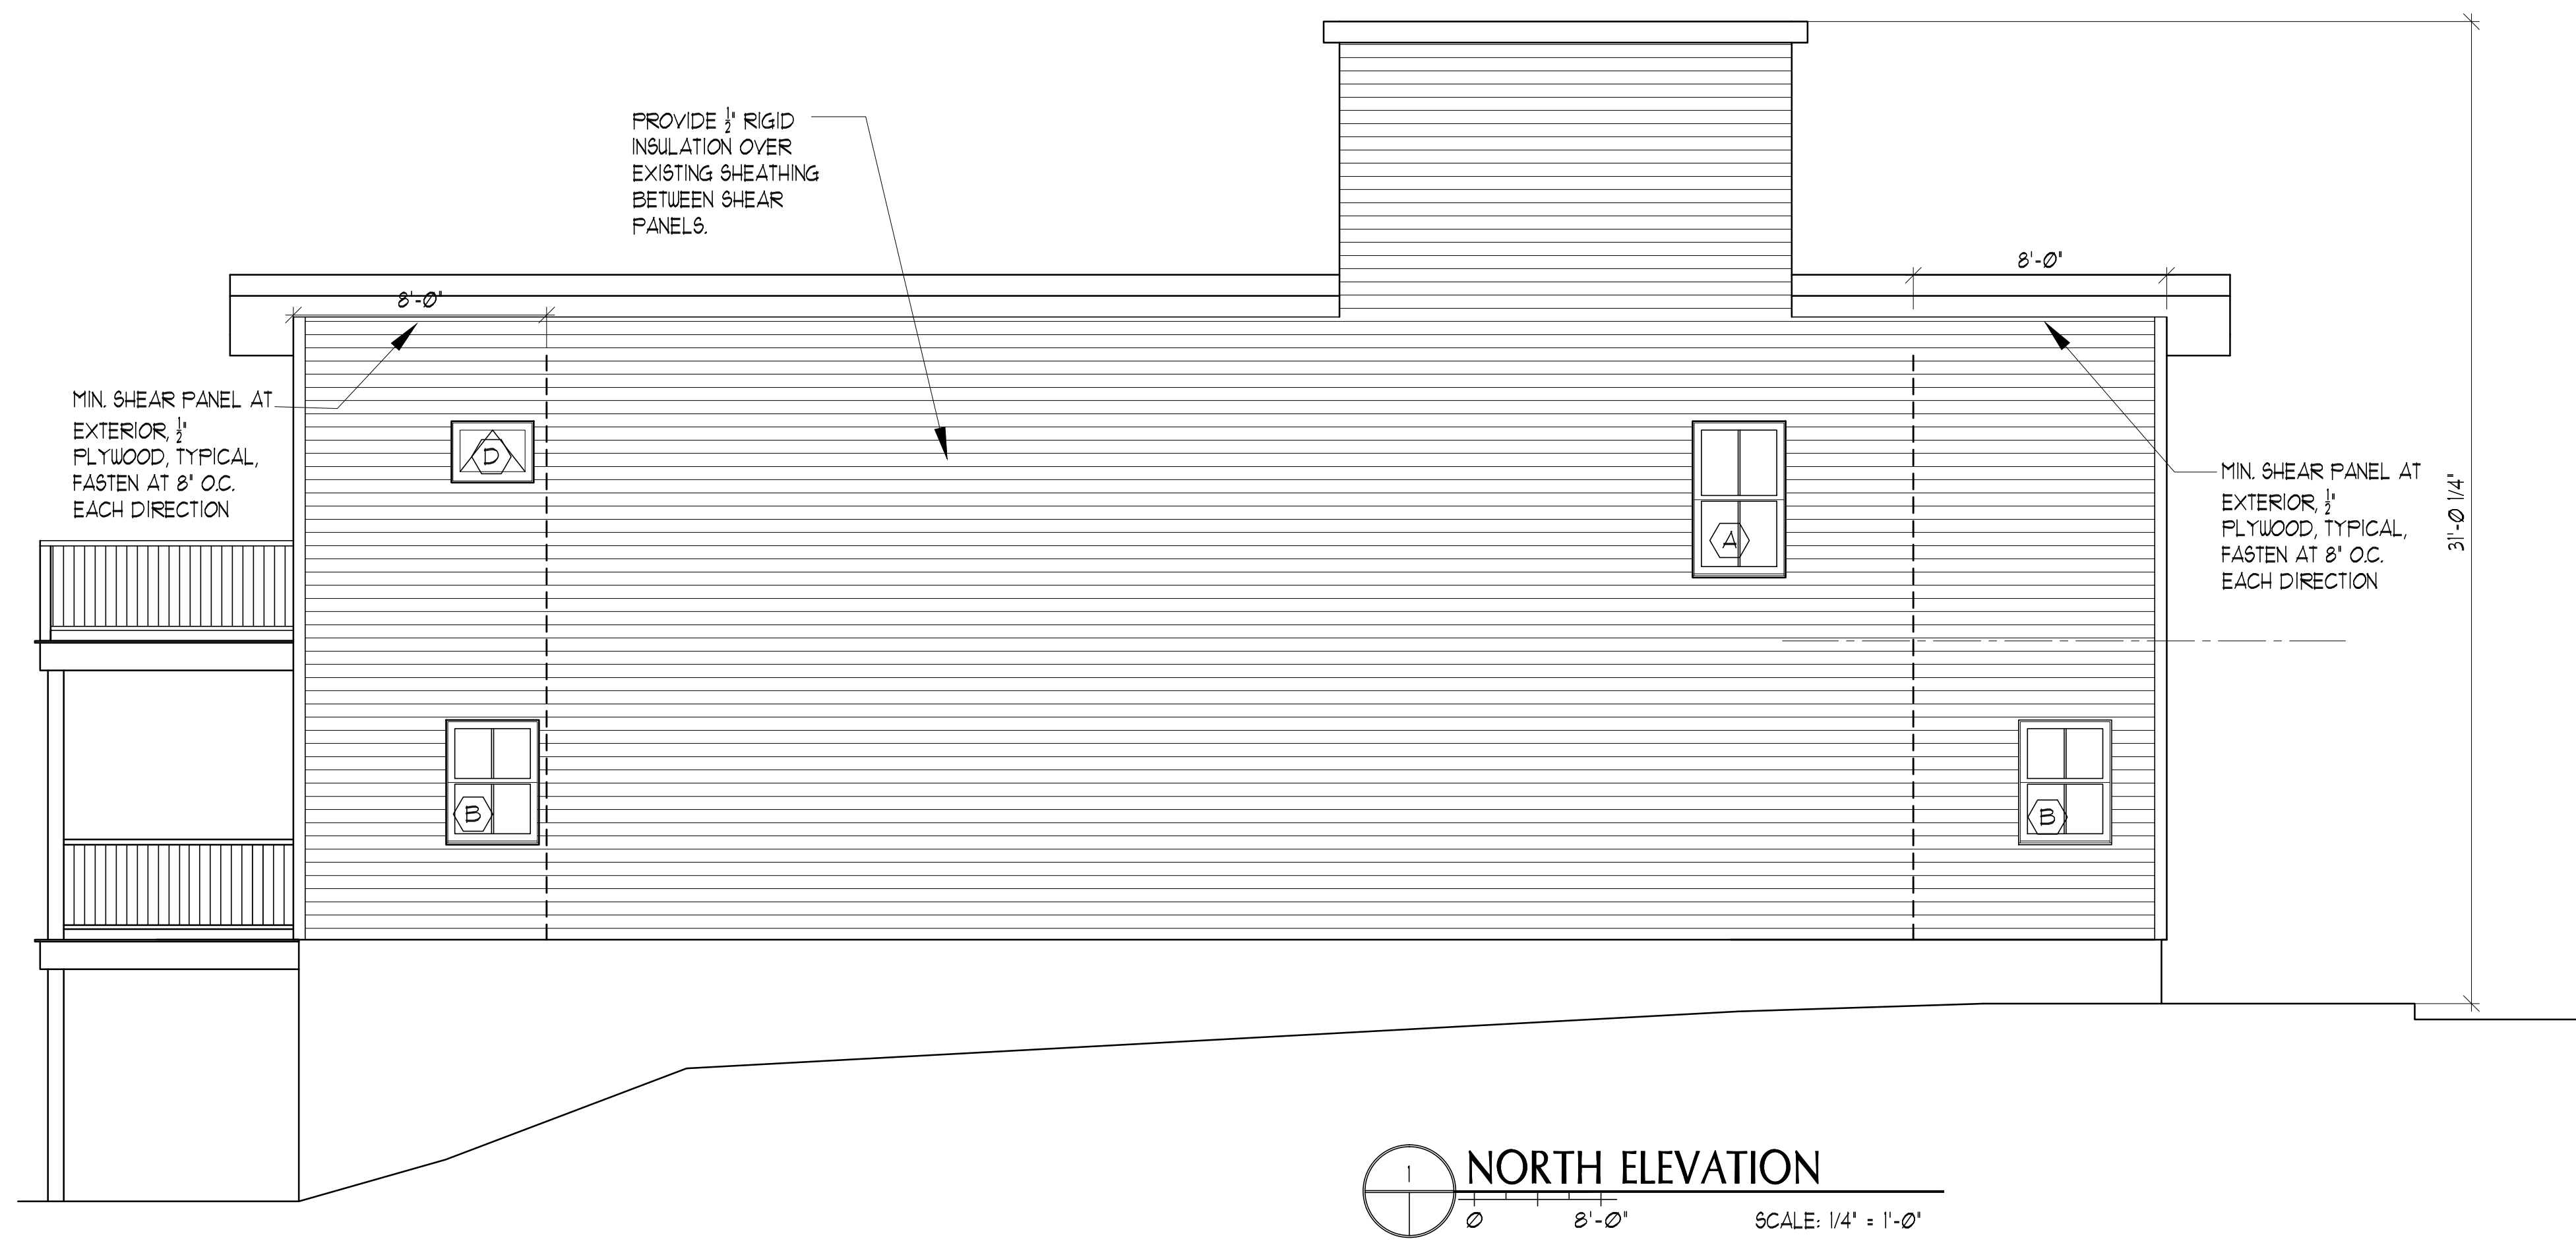 PROVIDE ½" RIGID
INSULATION OVER
EXISTING SHEATHING
BETWEEN SHEAR
PANELS.
8'-0"
8'-0"
MIN. SHEAR PANEL AT
EXTERIOR, ½"
PLYWOOD, TYPICAL,
FASTEN AT 8" O.C.
EACH DIRECTION
D
A
MIN. SHEAR PANEL AT
EXTERIOR, ½"
PLYWOOD, TYPICAL,
FASTEN AT 8" O.C.
EACH DIRECTION
31'-0 1/4"
B
B
1
NORTH ELEVATION
0 8'-0" SCALE: 1/4" = 1'-0"